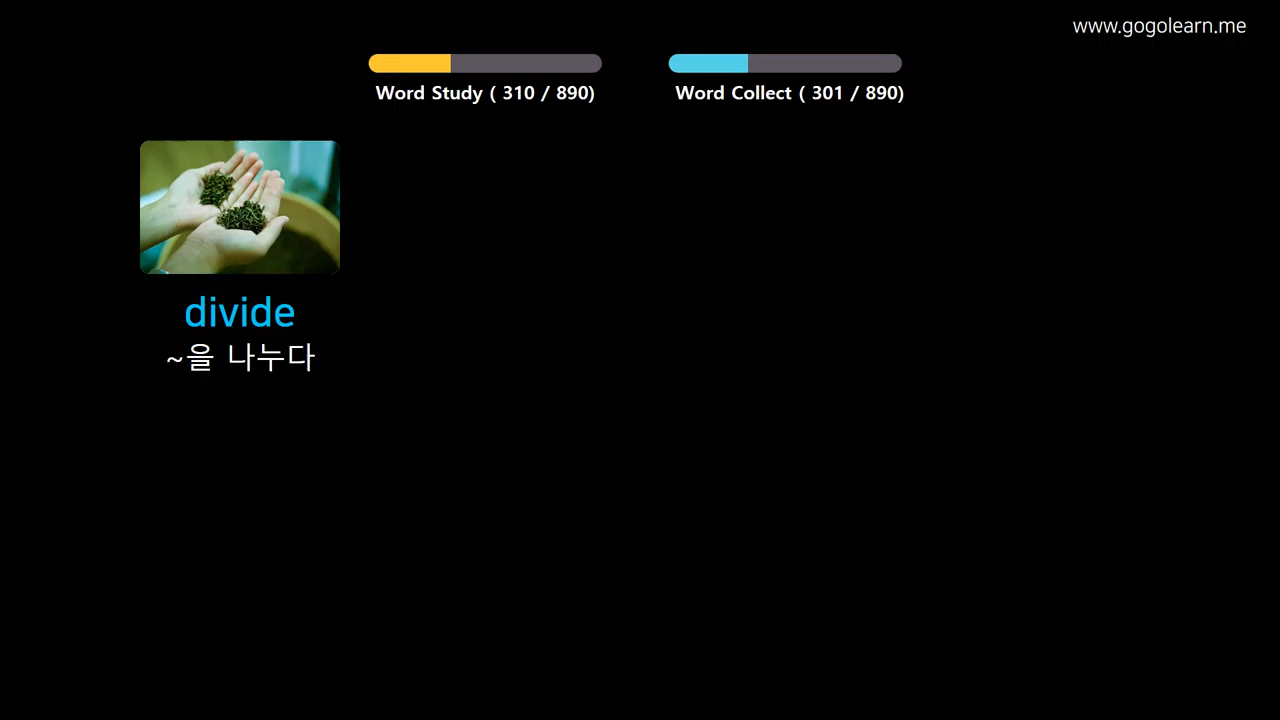 www.gogolearn.me
Word Study ( 310 / 890)
Word Collect ( 301 / 890)
divide
~을 나누다